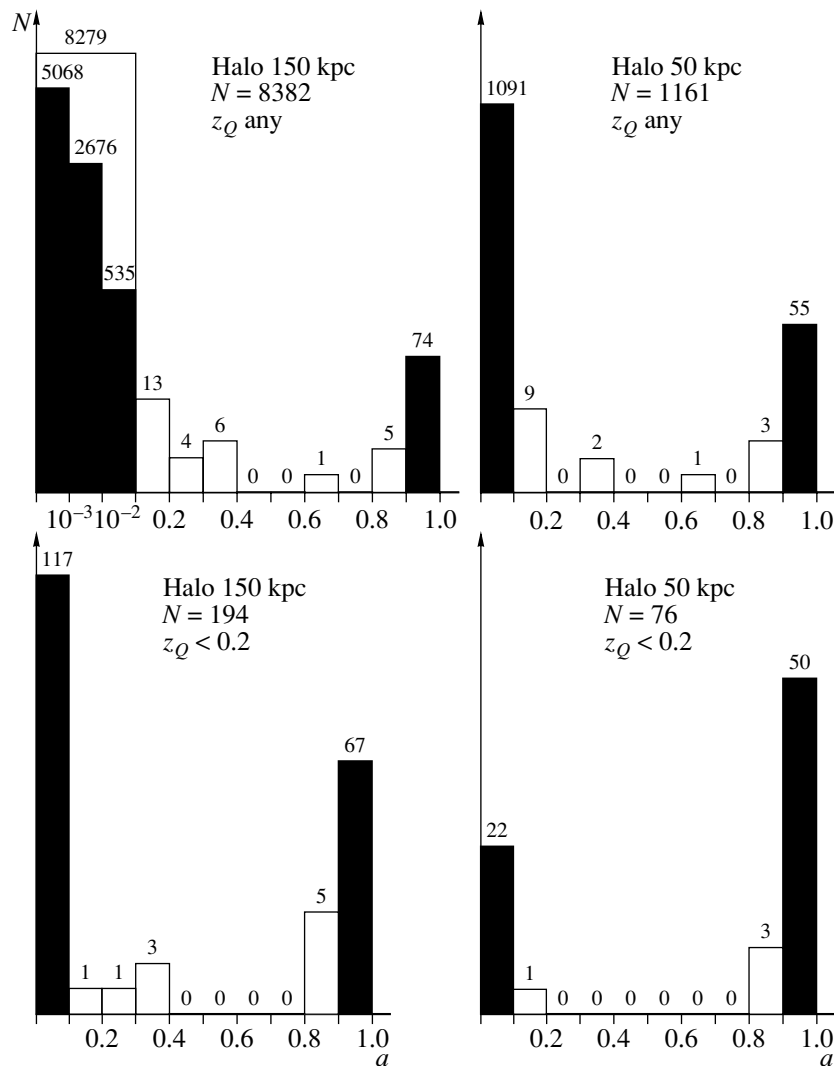 N
8279
5068
2676
535
Halo 150 kpc
N = 8382
z_Q any
13
4
6
0
0
1
0
5
74
10⁻³ 10⁻² 0.2 0.4 0.6 0.8 1.0
1091
Halo 50 kpc
N = 1161
z_Q any
9
0
2
0
0
1
0
3
55
0.2 0.4 0.6 0.8 1.0
117
Halo 150 kpc
N = 194
z_Q < 0.2
1
1
3
0
0
0
0
5
67
0.2 0.4 0.6 0.8 1.0
a
Halo 50 kpc
N = 76
z_Q < 0.2
22
1
0
0
0
0
0
0
3
50
0.2 0.4 0.6 0.8 1.0
a